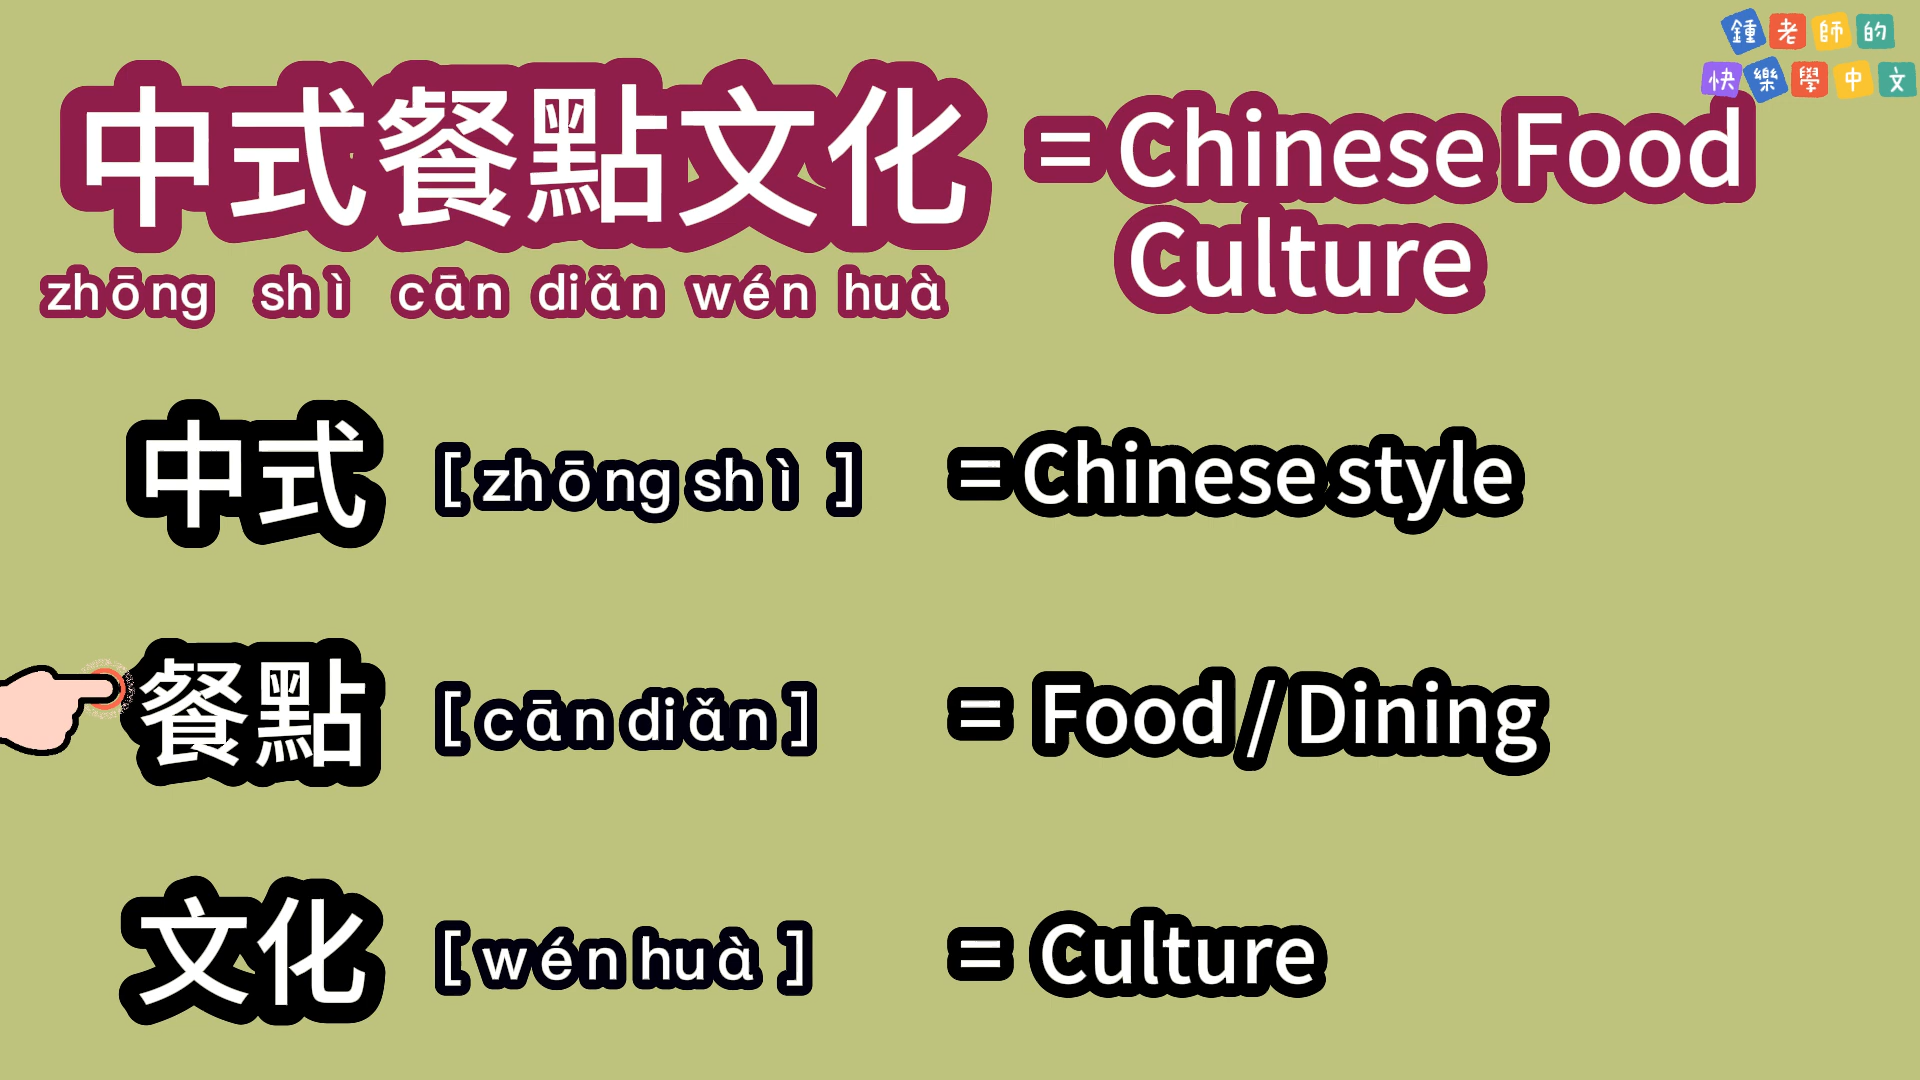 鍾老師的
快樂學中文
中式餐點文化 = Chinese Food
Culture
zhōng shì cān diǎn wén huà
中式 [ zhōng shì ] = Chinese style
餐點 [ cān diǎn ] = Food / Dining
文化 [ wén huà ] = Culture